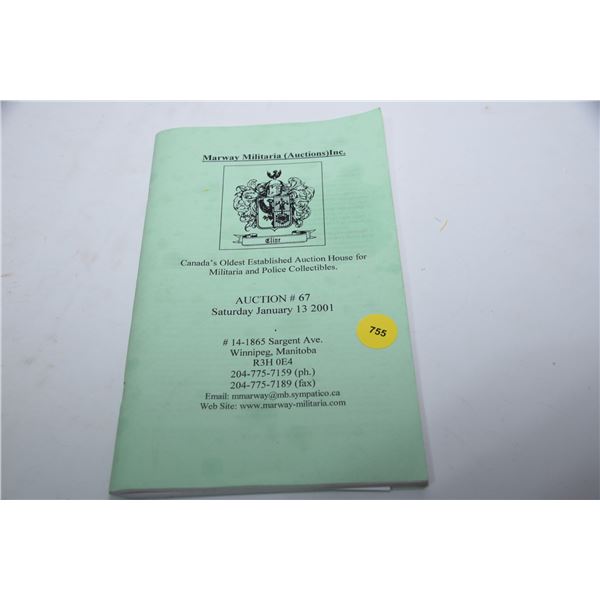 Marway Militaria (Auctions)Inc.
Cline
Canada's Oldest Established Auction House for
Militaria and Police Collectibles.
AUCTION # 67
Saturday January 13 2001
# 14-1865 Sargent Ave.
Winnipeg, Manitoba
R3H 0E4
204-775-7159 (ph.)
204-775-7189 (fax)
Email: mmarway@mb.sympatico.ca
Web Site: www.marway-militaria.com
755